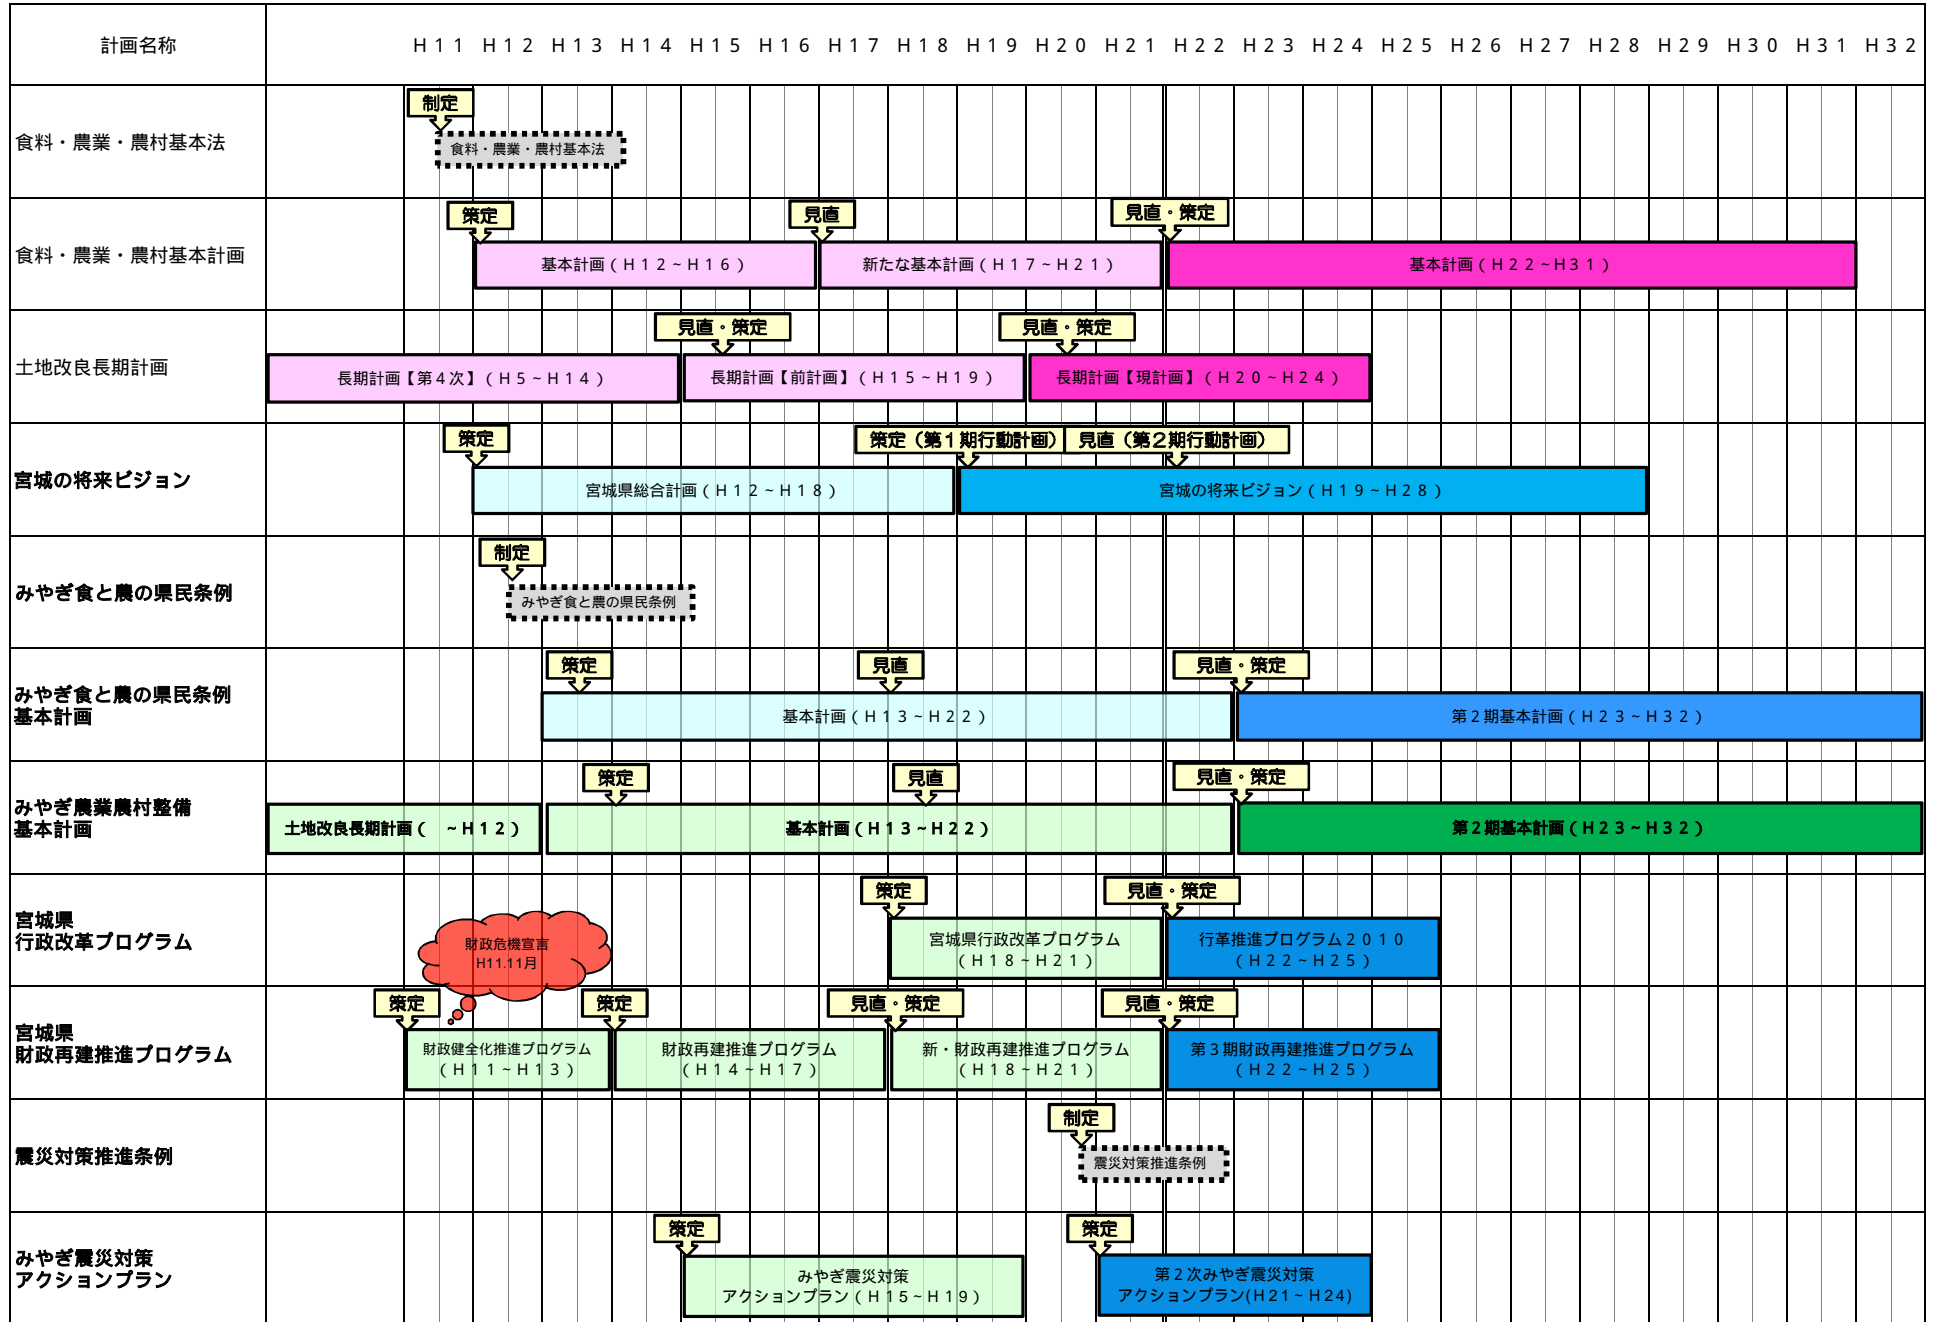 計画名称 Ｈ１１ Ｈ１２ Ｈ１３ Ｈ１４ Ｈ１５ Ｈ１６ Ｈ１７ Ｈ１８ Ｈ１９ Ｈ２０ Ｈ２１ Ｈ２２ Ｈ２３ Ｈ２４ Ｈ２５ Ｈ２６ Ｈ２７ Ｈ２８ Ｈ２９ Ｈ３０ Ｈ３１ Ｈ３２
食料・農業・農村基本法
制定
食料・農業・農村基本法
食料・農業・農村基本計画
策定 見直 見直・策定
基本計画（Ｈ１２～Ｈ１６） 新たな基本計画（Ｈ１７～Ｈ２１） 基本計画（Ｈ２２～Ｈ３１）
土地改良長期計画
見直・策定 見直・策定
長期計画【第４次】（Ｈ５～Ｈ１４） 長期計画【前計画】（Ｈ１５～Ｈ１９） 長期計画【現計画】（Ｈ２０～Ｈ２４）
宮城の将来ビジョン
策定 策定（第１期行動計画） 見直（第２期行動計画）
宮城県総合計画（Ｈ１２～Ｈ１８） 宮城の将来ビジョン（Ｈ１９～Ｈ２８）
みやぎ食と農の県民条例
制定
みやぎ食と農の県民条例
みやぎ食と農の県民条例
基本計画
策定 見直 見直・策定
基本計画（Ｈ１３～Ｈ２２） 第２期基本計画（Ｈ２３～Ｈ３２）
みやぎ農業農村整備
基本計画
策定 見直 見直・策定
土地改良長期計画（　～Ｈ１２） 基本計画（Ｈ１３～Ｈ２２） 第２期基本計画（Ｈ２３～Ｈ３２）
宮城県
行政改革プログラム
策定 見直・策定
宮城県行政改革プログラム
（Ｈ１８～Ｈ２１）
行革推進プログラム２０１０
（Ｈ２２～Ｈ２５）
財政危機宣言
H11.11月
宮城県
財政再建推進プログラム
策定 策定 見直・策定 見直・策定
財政健全化推進プログラム
（Ｈ１１～Ｈ１３）
財政再建推進プログラム
（Ｈ１４～Ｈ１７）
新・財政再建推進プログラム
（Ｈ１８～Ｈ２１）
第３期財政再建推進プログラム
（Ｈ２２～Ｈ２５）
震災対策推進条例
制定
震災対策推進条例
みやぎ震災対策
アクションプラン
策定 策定
みやぎ震災対策
アクションプラン（Ｈ１５～Ｈ１９）
第２次みやぎ震災対策
アクションプラン(H21～H24)